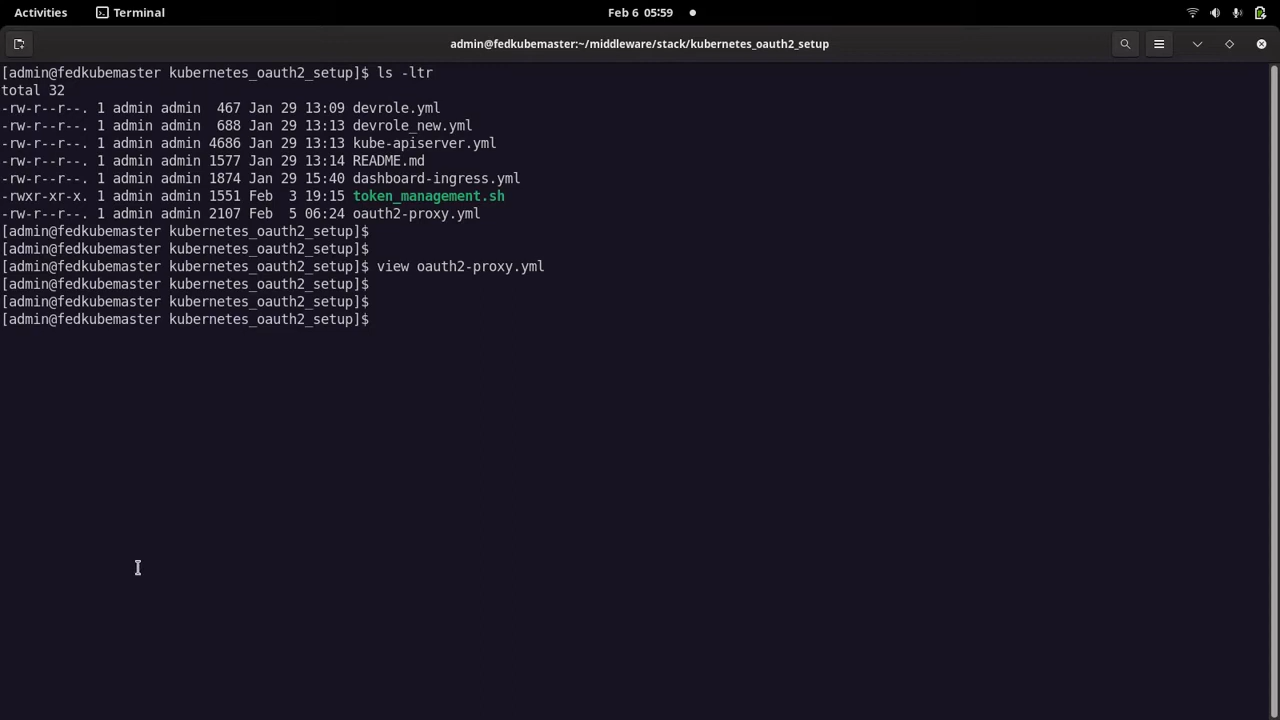 Activities Terminal Feb 6 05:59
admin@fedkubemaster:~/middleware/stack/kubernetes_oauth2_setup
[admin@fedkubemaster kubernetes_oauth2_setup]$ ls -ltr
total 32
-rw-r--r--. 1 admin admin  467 Jan 29 13:09 devrole.yml
-rw-r--r--. 1 admin admin  688 Jan 29 13:13 devrole_new.yml
-rw-r--r--. 1 admin admin 4686 Jan 29 13:13 kube-apiserver.yml
-rw-r--r--. 1 admin admin 1577 Jan 29 13:14 README.md
-rw-r--r--. 1 admin admin 1874 Jan 29 15:40 dashboard-ingress.yml
-rwxr-xr-x. 1 admin admin 1551 Feb  3 19:15 token_management.sh
-rw-r--r--. 1 admin admin 2107 Feb  5 06:24 oauth2-proxy.yml
[admin@fedkubemaster kubernetes_oauth2_setup]$
[admin@fedkubemaster kubernetes_oauth2_setup]$
[admin@fedkubemaster kubernetes_oauth2_setup]$ view oauth2-proxy.yml
[admin@fedkubemaster kubernetes_oauth2_setup]$
[admin@fedkubemaster kubernetes_oauth2_setup]$
[admin@fedkubemaster kubernetes_oauth2_setup]$